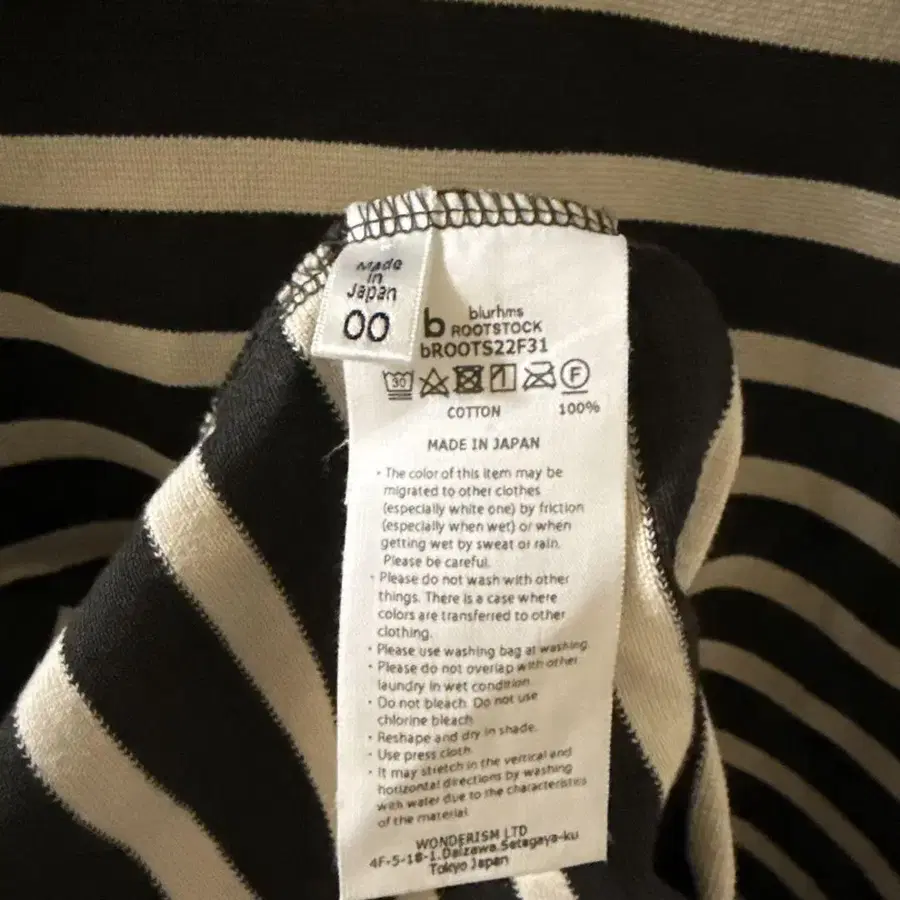 Made
in
Japan
00
b blurhms
ROOTSTOCK
bROOTS22F31
30 F
COTTON 100%
MADE IN JAPAN
• The color of this item may be
migrated to other clothes
(especially white one) by friction
(especially when wet) or when
getting wet by sweat or rain.
Please be careful.
• Please do not wash with other
things. There is a case where
colors are transferred to other
clothing.
• Please use washing bag at washing.
• Please do not overlap with other
laundry in wet condition.
• Do not bleach. Do not use
chlorine bleach.
• Reshape and dry in shade.
• Use press cloth.
• It may stretch in the vertical and
horizontal directions by washing
with water due to the characteristics
of the material.
WONDERISM LTD
4F-5-18-1.Daizawa.Setagaya-ku
Tokyo Japan